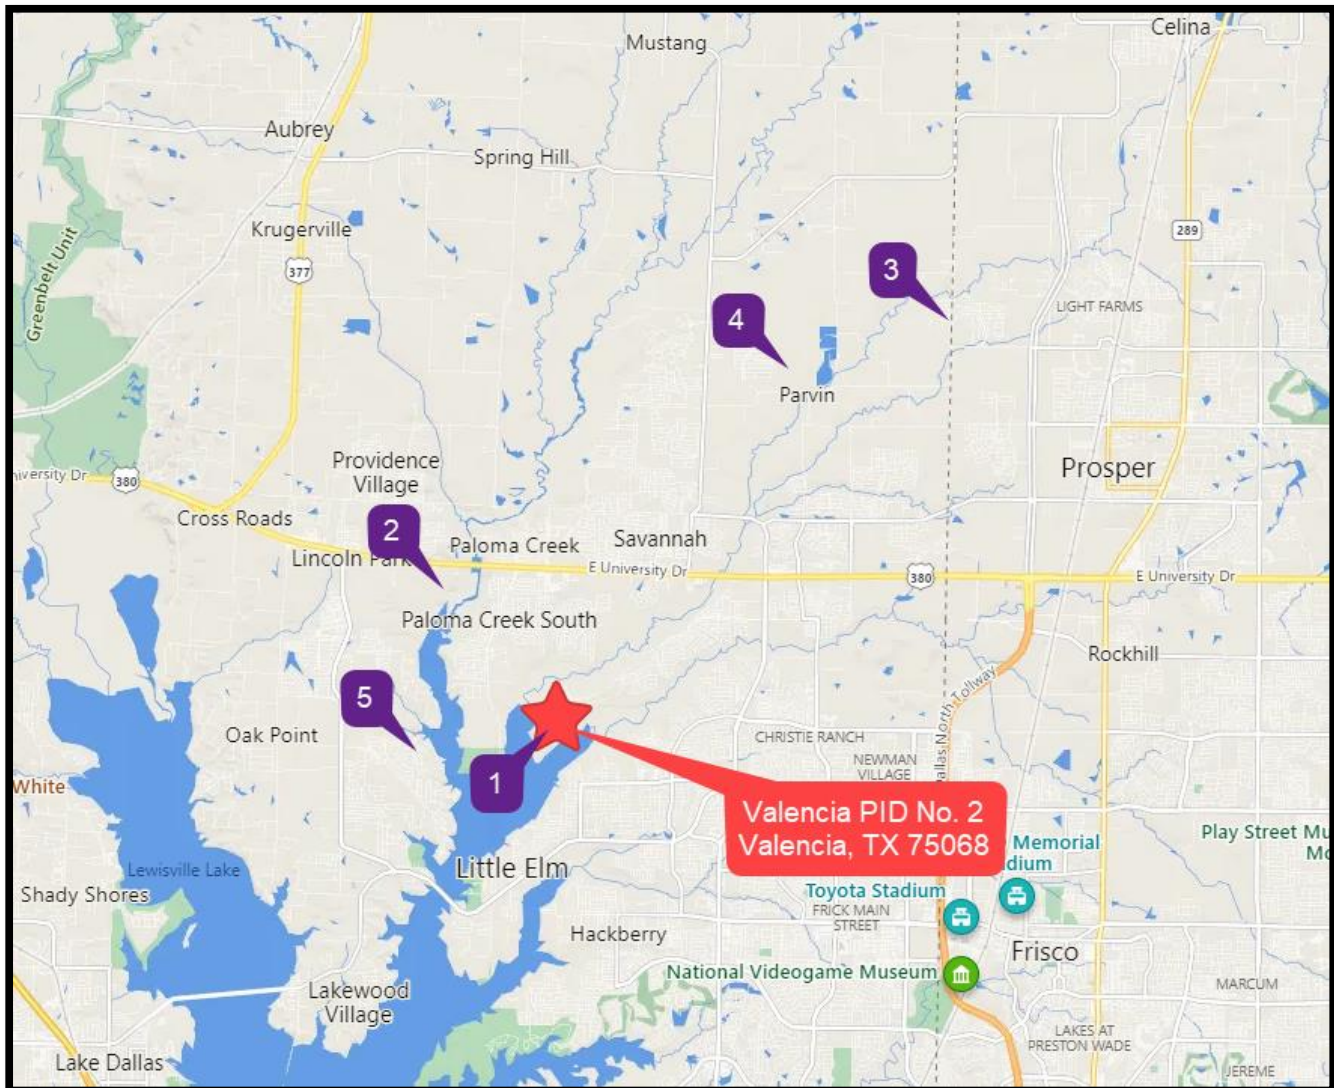 Celina
Mustang
Aubrey
Spring Hill
Krugerville
289
Greenbelt Unit
377
3
LIGHT FARMS
4
Parvin
Providence
Village
Prosper
380
Cross Roads
2
Lincoln Park
Paloma Creek
Savannah
E University Dr
380
E University Dr
Paloma Creek South
Rockhill
5
Dallas North Tollway
Oak Point
CHRISTIE RANCH
NEWMAN
VILLAGE
1
White
Valencia PID No. 2
Valencia, TX 75068
Memorial
Play Street
Little Elm
Lewisville Lake
Toyota Stadium
Shady Shores
FRICK MAIN
STREET
Hackberry
Frisco
National Videogame Museum
MARCUM
Lakewood
Village
LAKES AT
PRESTON WADE
Lake Dallas
JEREME